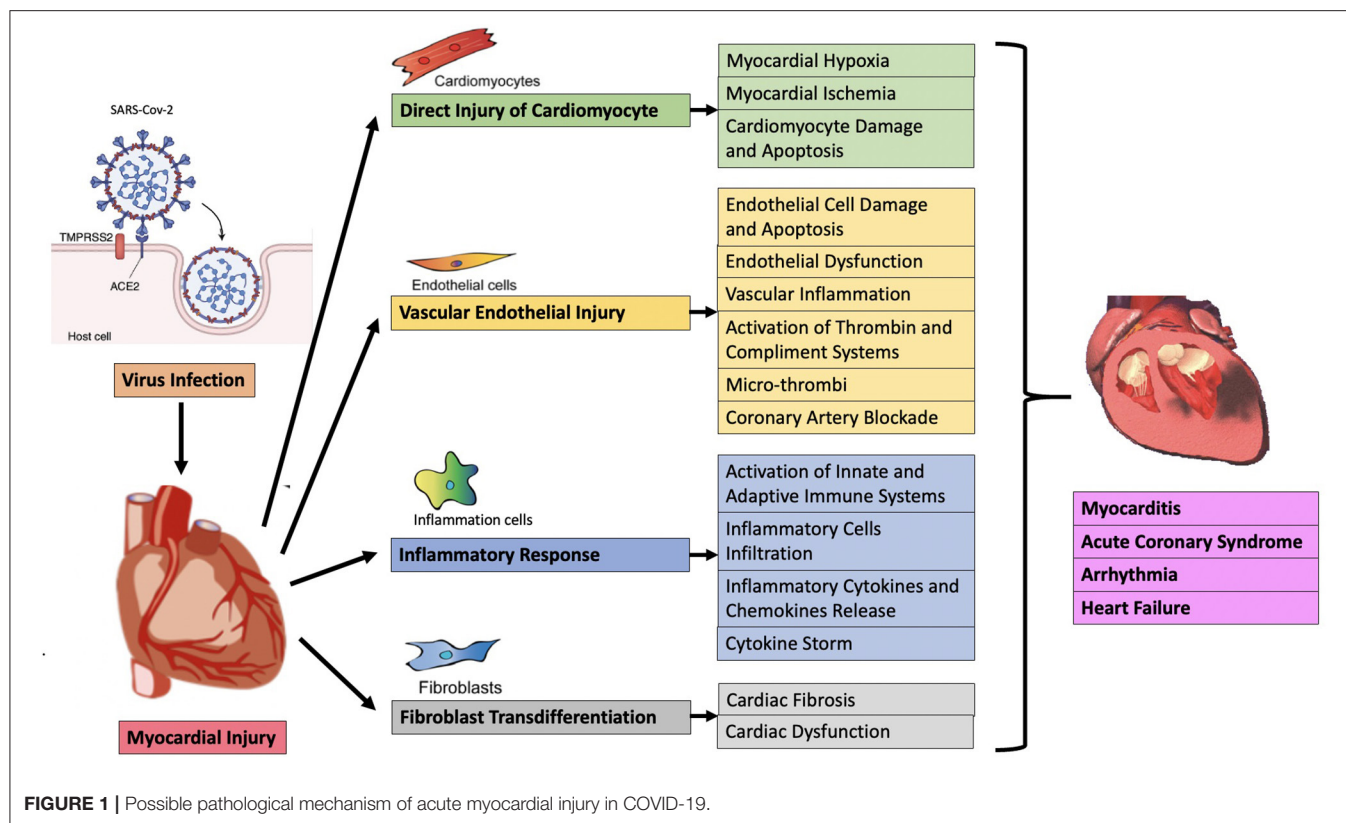 SARS-Cov-2
TMPRSS2
ACE2
Host cell
Virus Infection
Myocardial Injury
Cardiomyocytes
Direct Injury of Cardiomyocyte
Myocardial Hypoxia
Myocardial Ischemia
Cardiomyocyte Damage
and Apoptosis
Endothelial cells
Vascular Endothelial Injury
Endothelial Cell Damage
and Apoptosis
Endothelial Dysfunction
Vascular Inflammation
Activation of Thrombin and
Compliment Systems
Micro-thrombi
Coronary Artery Blockade
Inflammation cells
Inflammatory Response
Activation of Innate and
Adaptive Immune Systems
Inflammatory Cells
Infiltration
Inflammatory Cytokines and
Chemokines Release
Cytokine Storm
Fibroblasts
Fibroblast Transdifferentiation
Cardiac Fibrosis
Cardiac Dysfunction
Myocarditis
Acute Coronary Syndrome
Arrhythmia
Heart Failure
FIGURE 1 | Possible pathological mechanism of acute myocardial injury in COVID-19.